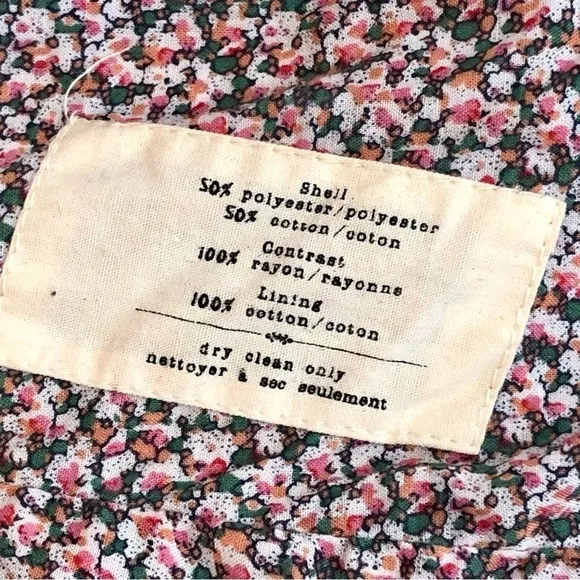 Shell
50% polyester/polyester
50% cotton/coton
Contrast
100% rayon/rayonne
Lining
100% cotton/coton
dry clean only
nettoyer à sec seulement